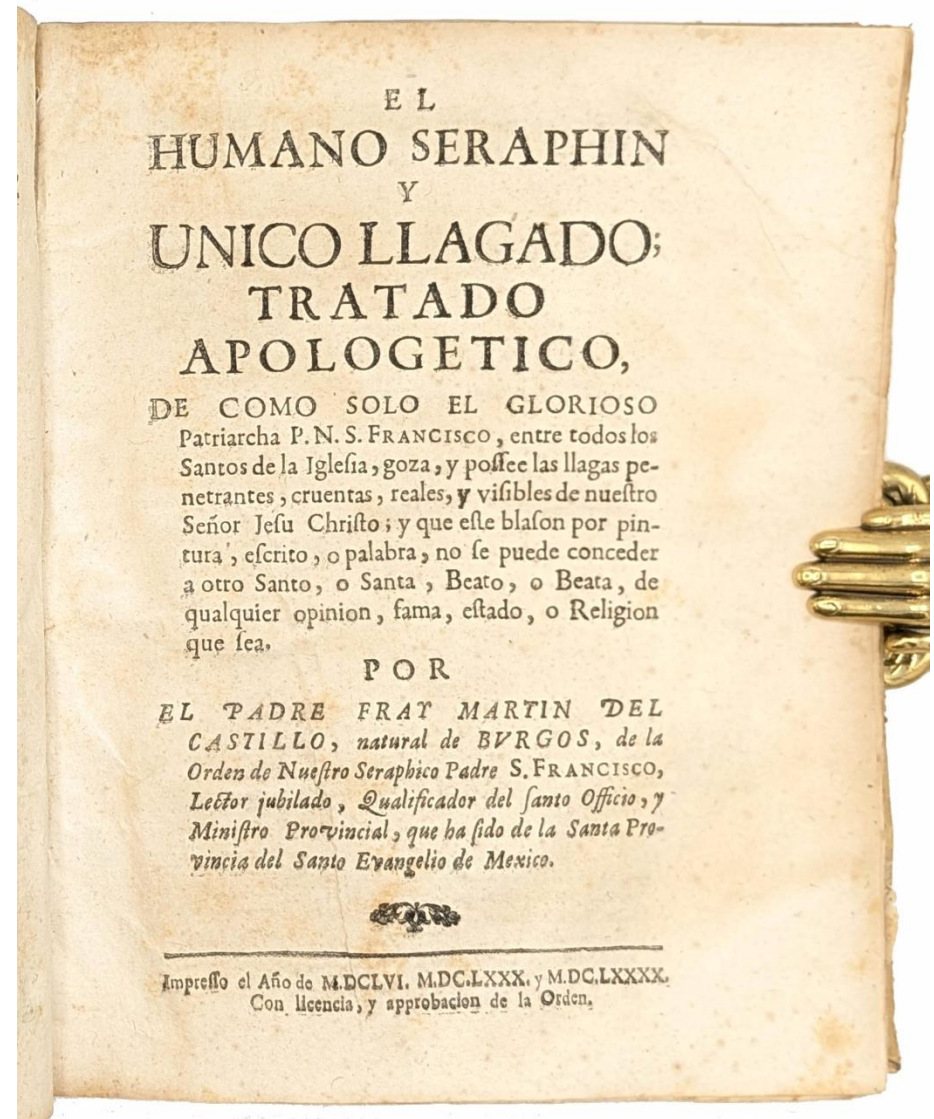 EL
HUMANO SERAPHIN
Y
UNICO LLAGADO;
TRATADO
APOLOGETICO,
DE COMO SOLO EL GLORIOSO
Patriarcha P. N. S. FRANCISCO, entre todos los
Santos de la Iglesia, goza, y possee las llagas pe-
netrantes, cruentas, reales, y visibles de nuestro
Señor Jesu Christo; y que este blason por pin-
tura, escrito, o palabra, no se puede conceder
a otro Santo, o Santa, Beato, o Beata, de
qualquier opinion, fama, estado, o Religion
que sea.
POR
EL PADRE FRAY MARTIN DEL
CASTILLO, natural de BVRGOS, de la
Orden de Nuestro Seraphico Padre S. FRANCISCO,
Lector jubilado, Qualificador del santo Officio, y
Ministro Provincial, que ha sido de la Santa Pro-
vincia del Santo Evangelio de Mexico.
Impresso el Año de M.DCLVI. M.DC.LXXX. y M.DC.LXXXX.
Con licencia, y approbacion de la Orden.